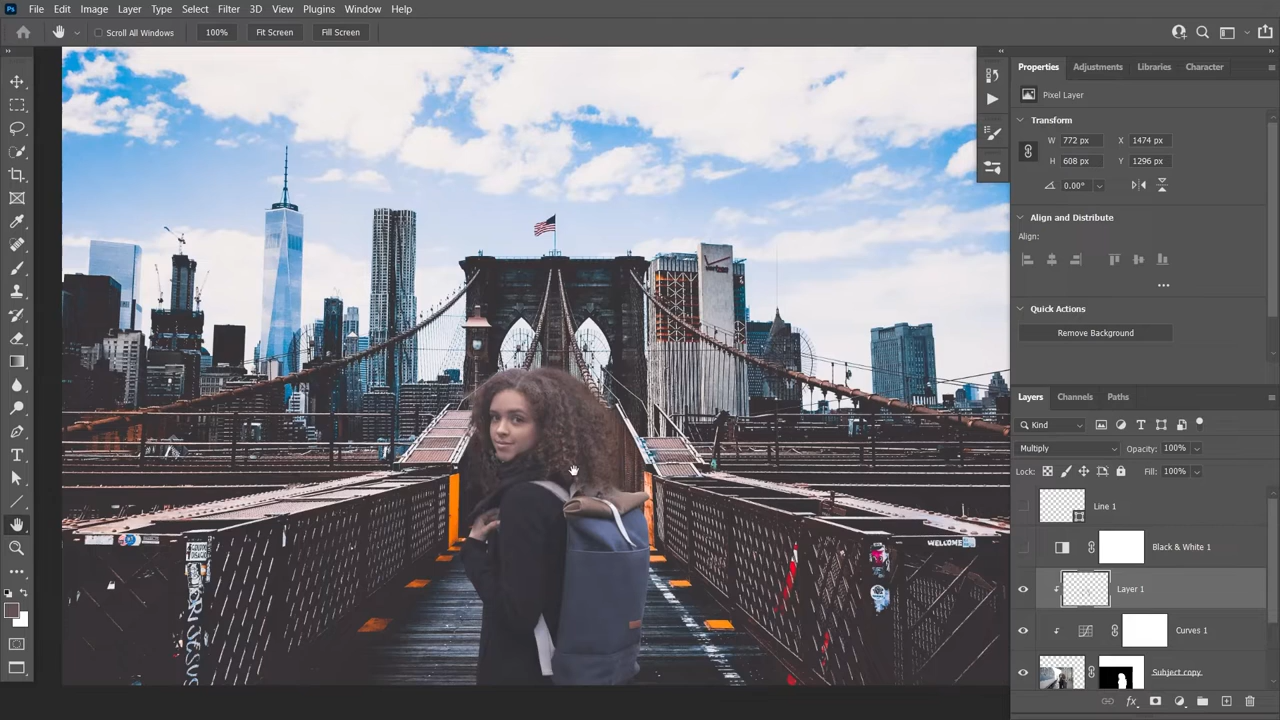 Ps File Edit Image Layer Type Select Filter 3D View Plugins Window Help
Scroll All Windows 100% Fit Screen Fill Screen
Properties Adjustments Libraries Character
Pixel Layer
Transform
W 772 px X 1474 px
H 608 px Y 1296 px
0.00°
Align and Distribute
Align:
Quick Actions
Remove Background
Layers Channels Paths
Kind
Multiply Opacity: 100%
Lock: Fill: 100%
Line 1
Black & White 1
Layer 1
Curves 1
Subject copy
fx
verizon
WELCOME